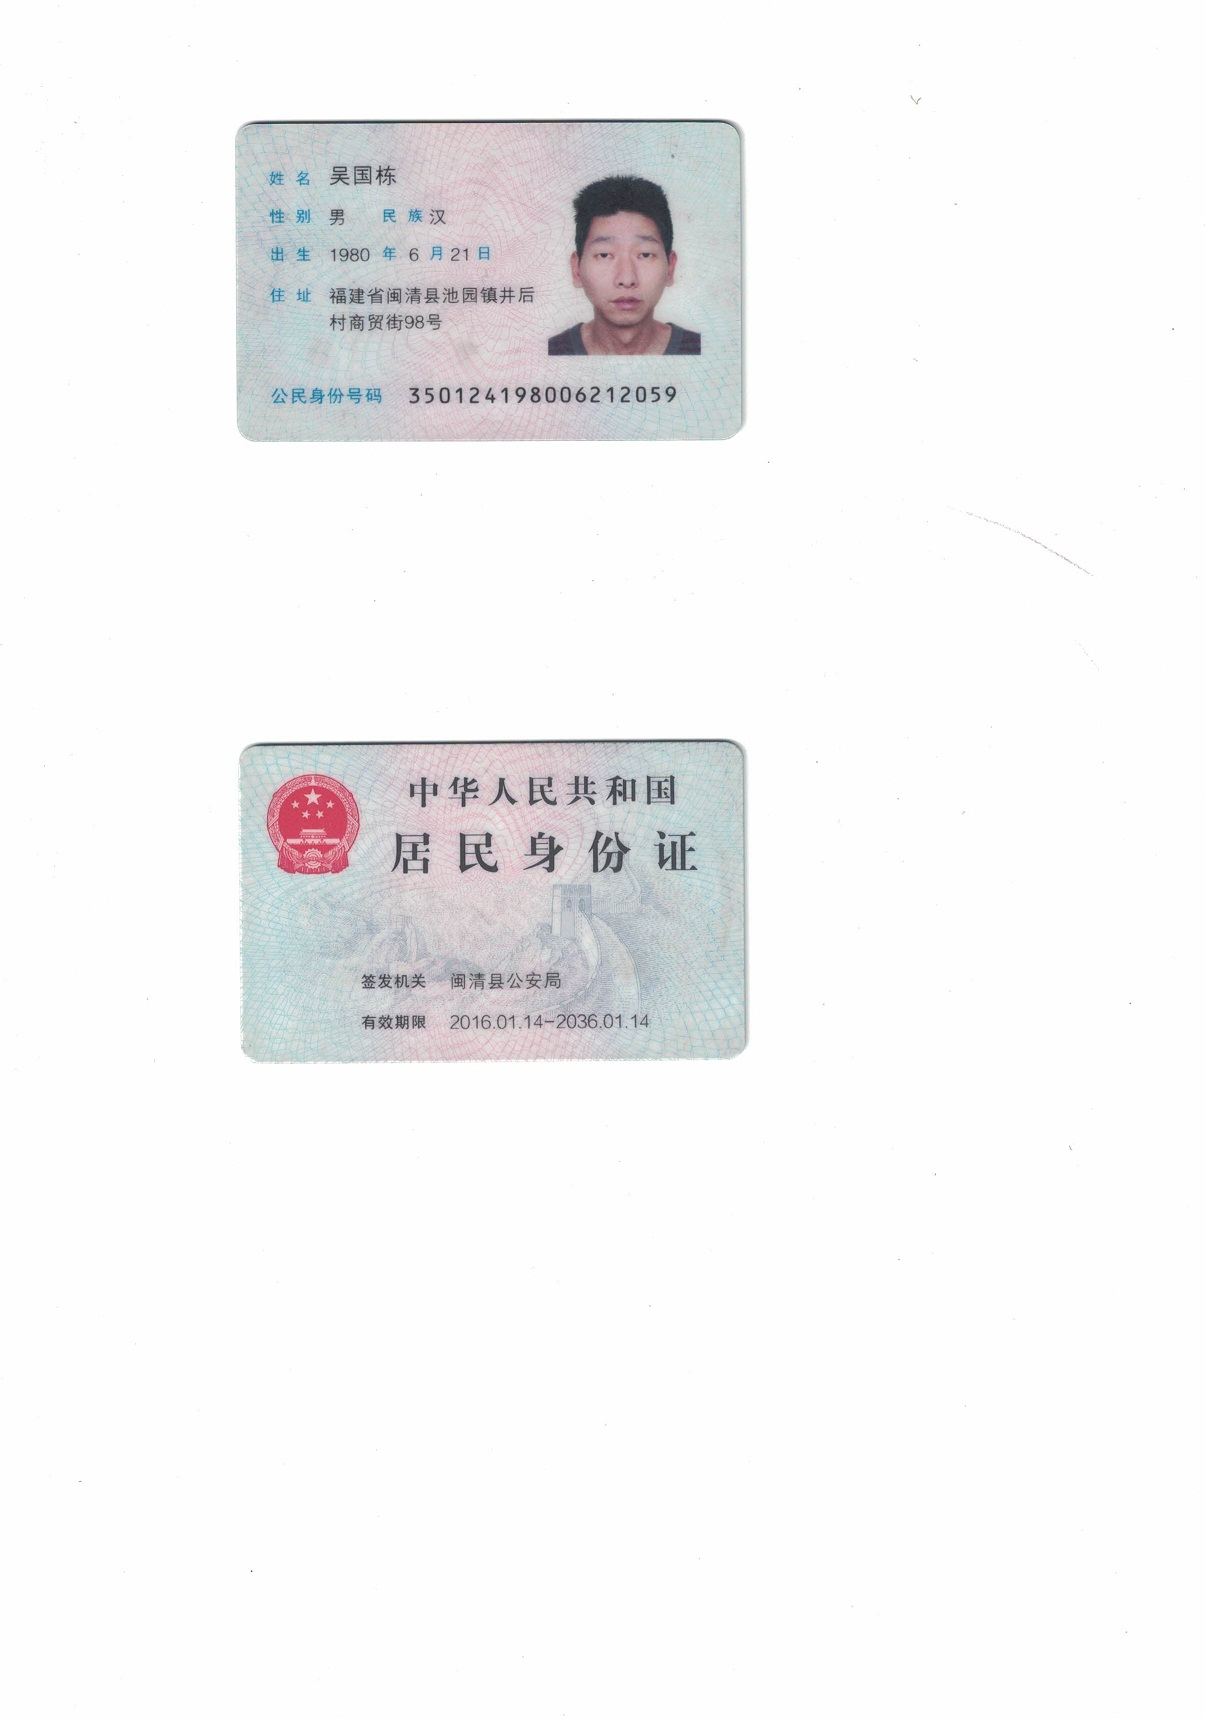 姓名 吴国栋
性别 男 民族 汉
出生 1980 年 6 月 21 日
住址 福建省闽清县池园镇井后
村商贸街98号
公民身份号码 350124198006212059
中华人民共和国
居民身份证
签发机关 闽清县公安局
有效期限 2016.01.14-2036.01.14